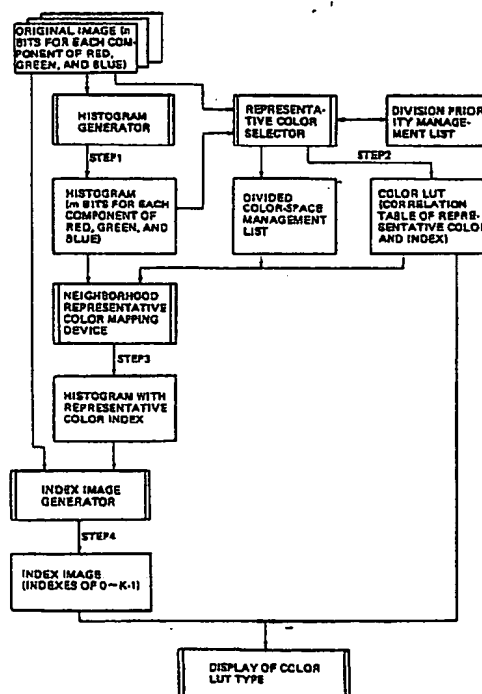 ORIGINAL IMAGE (n
BITS FOR EACH COM-
PONENT OF RED,
GREEN, AND BLUE)
HISTOGRAM
GENERATOR
REPRESENTA-
TIVE COLOR
SELECTOR
DIVISION PRIOR-
ITY MANAGE-
MENT LIST
STEP1
STEP2
HISTOGRAM
(m BITS FOR EACH
COMPONENT OF
RED, GREEN, AND
BLUE)
DIVIDED
COLOR-SPACE
MANAGEMENT
LIST
COLOR LUT
(CORRELATION
TABLE OF REPRE-
SENTATIVE COLOR
AND INDEX)
NEIGHBORHOOD
REPRESENTATIVE
COLOR MAPPING
DEVICE
STEP3
HISTOGRAM WITH
REPRESENTATIVE
COLOR INDEX
INDEX IMAGE
GENERATOR
STEP4
INDEX IMAGE
(INDEXES OF 0~K-1)
DISPLAY OF COLOR
LUT TYPE